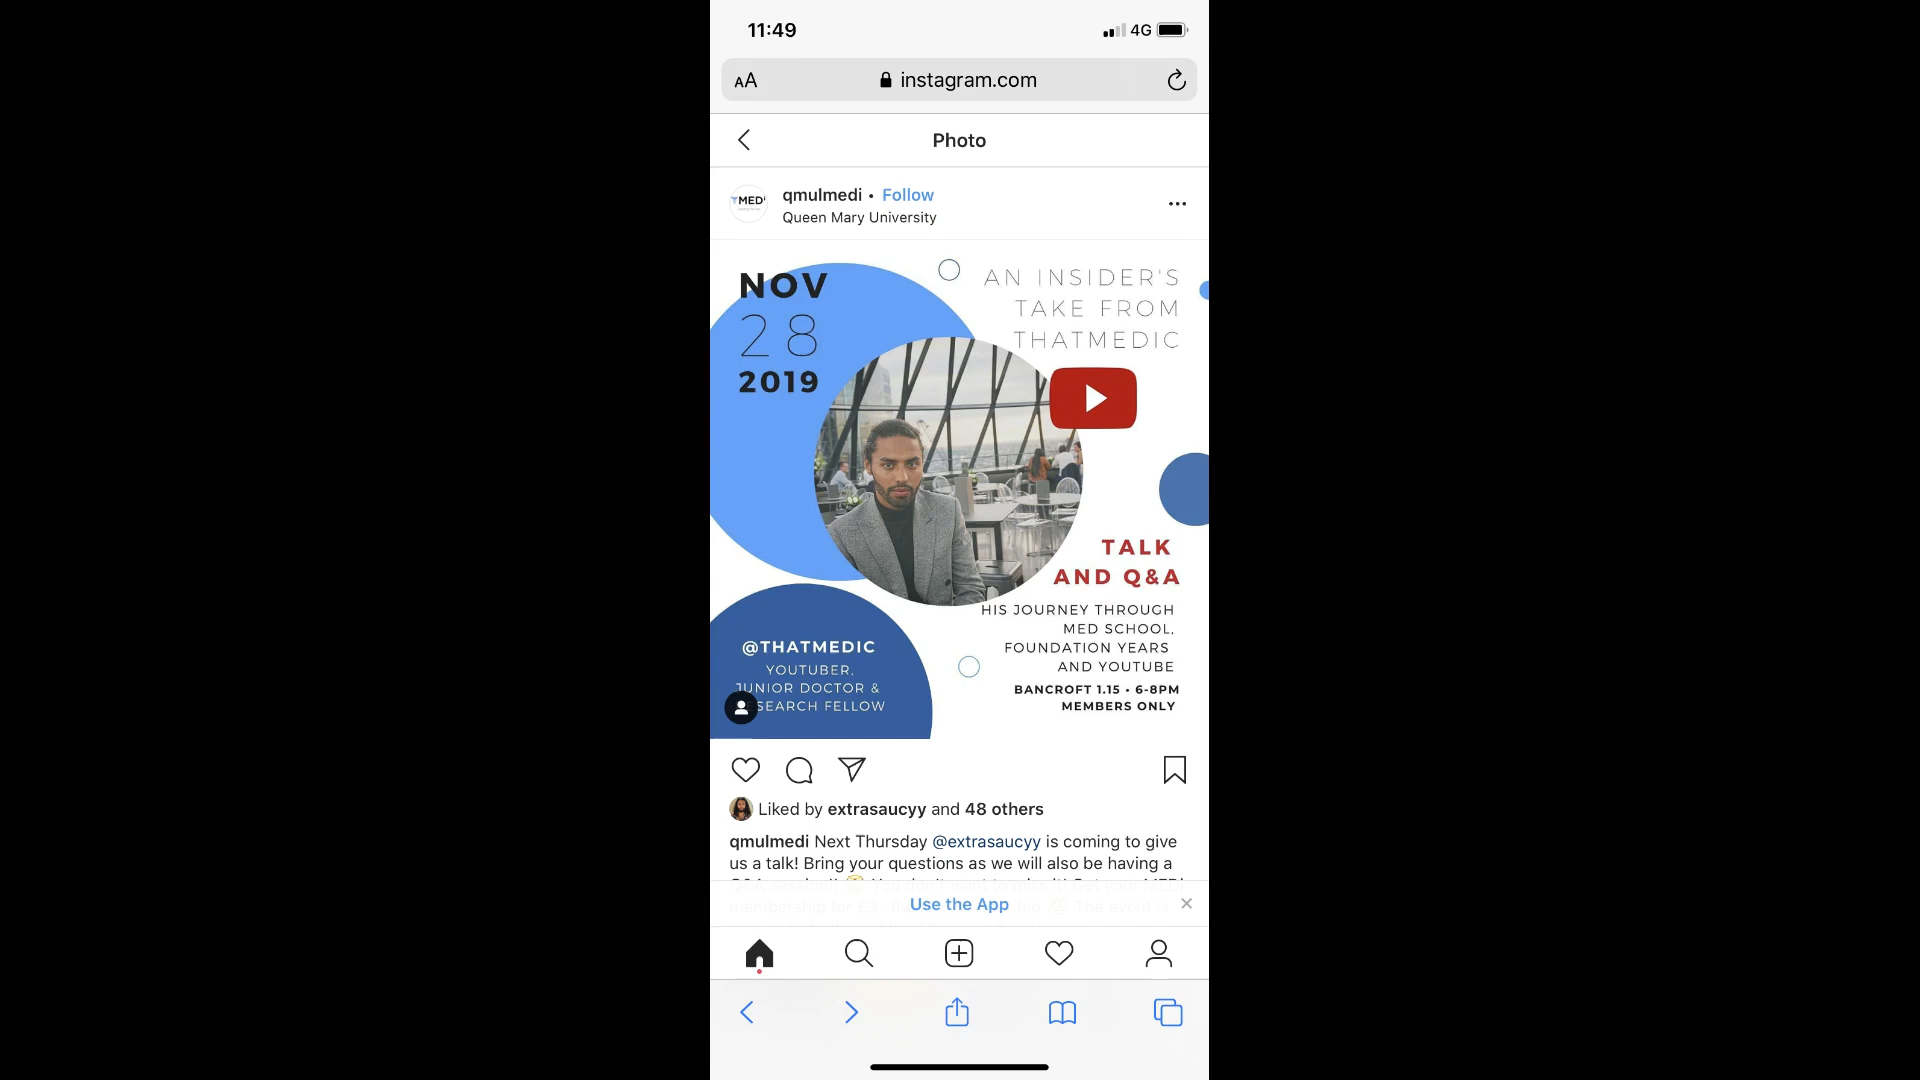 11:49
4G
AA
instagram.com
Photo
MED
qmulmedi • Follow
Queen Mary University
NOV
28
2019
AN INSIDER'S
TAKE FROM
THATMEDIC
TALK
AND Q&A
HIS JOURNEY THROUGH
MED SCHOOL,
FOUNDATION YEARS
AND YOUTUBE
BANCROFT 1.15 • 6-8PM
MEMBERS ONLY
@THATMEDIC
YOUTUBER,
JUNIOR DOCTOR &
SEARCH FELLOW
Liked by extrasaucyy and 48 others
qmulmedi Next Thursday @extrasaucyy is coming to give
us a talk! Bring your questions as we will also be having a
Use the App